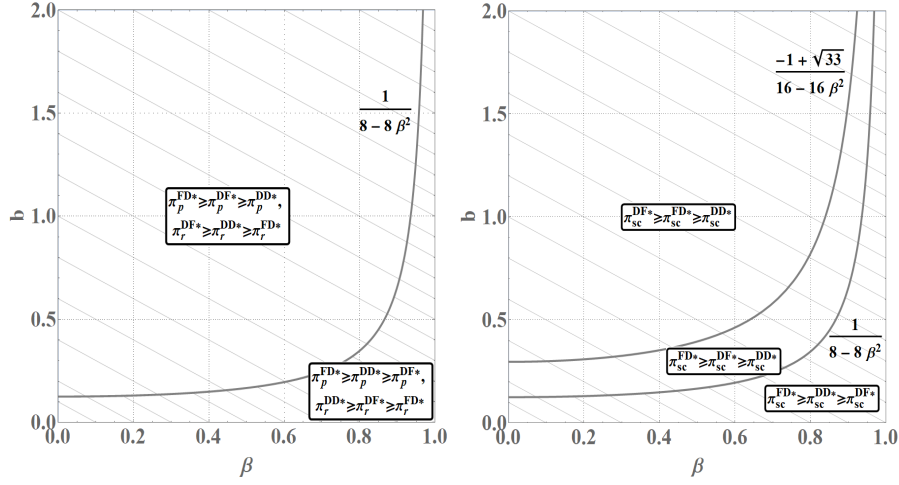 2.0
1.5
1.0
0.5
0.0
b
0.0 0.2 0.4 0.6 0.8 1.0
β
1
8 − 8 β²
π_p^FD* ≥ π_p^DF* ≥ π_p^DD*,
π_r^DF* ≥ π_r^DD* ≥ π_r^FD*
π_p^FD* ≥ π_p^DD* ≥ π_p^DF*,
π_r^DD* ≥ π_r^DF* ≥ π_r^FD*
2.0
1.5
1.0
0.5
0.0
b
0.0 0.2 0.4 0.6 0.8 1.0
β
−1 + √33
16 − 16 β²
π_sc^DF* ≥ π_sc^FD* ≥ π_sc^DD*
1
8 − 8 β²
π_sc^FD* ≥ π_sc^DF* ≥ π_sc^DD*
π_sc^FD* ≥ π_sc^DD* ≥ π_sc^DF*